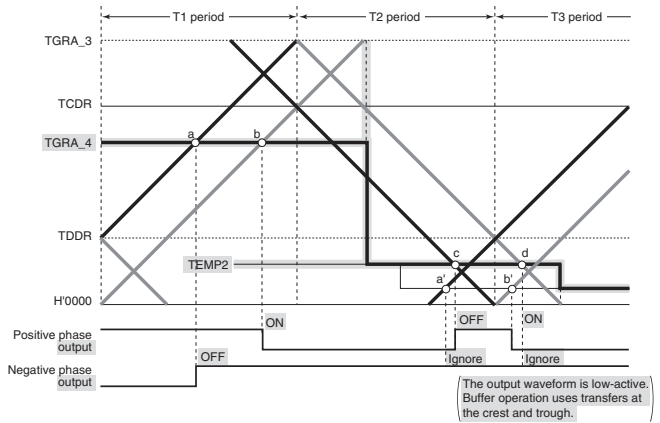 T1 period
T2 period
T3 period
TGRA_3
TCDR
TGRA_4
a
b
TDDR
TEMP2
c
d
a'
b'
H'0000
Positive phase
output
ON
OFF
ON
Ignore
Ignore
Negative phase
output
OFF
The output waveform is low-active.
Buffer operation uses transfers at
the crest and trough.